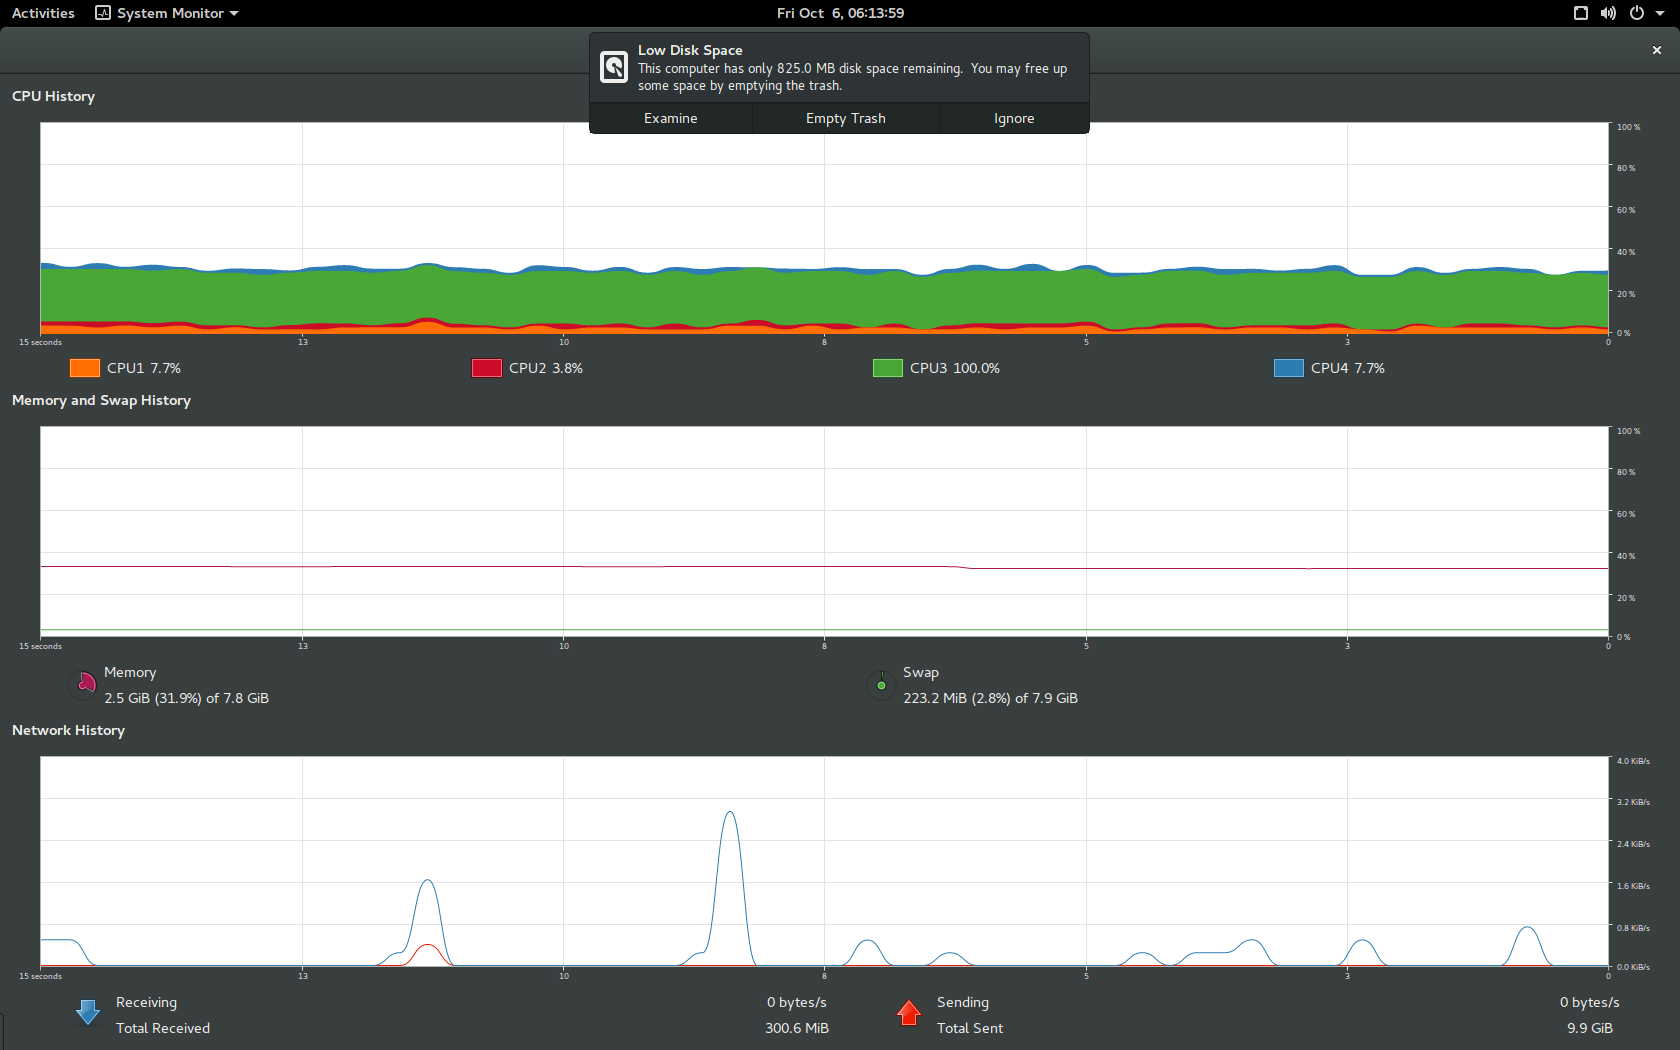 Activities
System Monitor
Fri Oct 6, 06:13:59
Low Disk Space
This computer has only 825.0 MB disk space remaining. You may free up
some space by emptying the trash.
Examine
Empty Trash
Ignore
CPU History
100 %
80 %
60 %
40 %
20 %
0 %
15 seconds
13
10
8
5
3
0
CPU1 7.7%
CPU2 3.8%
CPU3 100.0%
CPU4 7.7%
Memory and Swap History
100 %
80 %
60 %
40 %
20 %
0 %
15 seconds
13
10
8
5
3
0
Memory
2.5 GiB (31.9%) of 7.8 GiB
Swap
223.2 MiB (2.8%) of 7.9 GiB
Network History
4.0 KiB/s
3.2 KiB/s
2.4 KiB/s
1.6 KiB/s
0.8 KiB/s
0.0 KiB/s
15 seconds
13
10
8
5
3
0
Receiving
0 bytes/s
Total Received
300.6 MiB
Sending
0 bytes/s
Total Sent
9.9 GiB